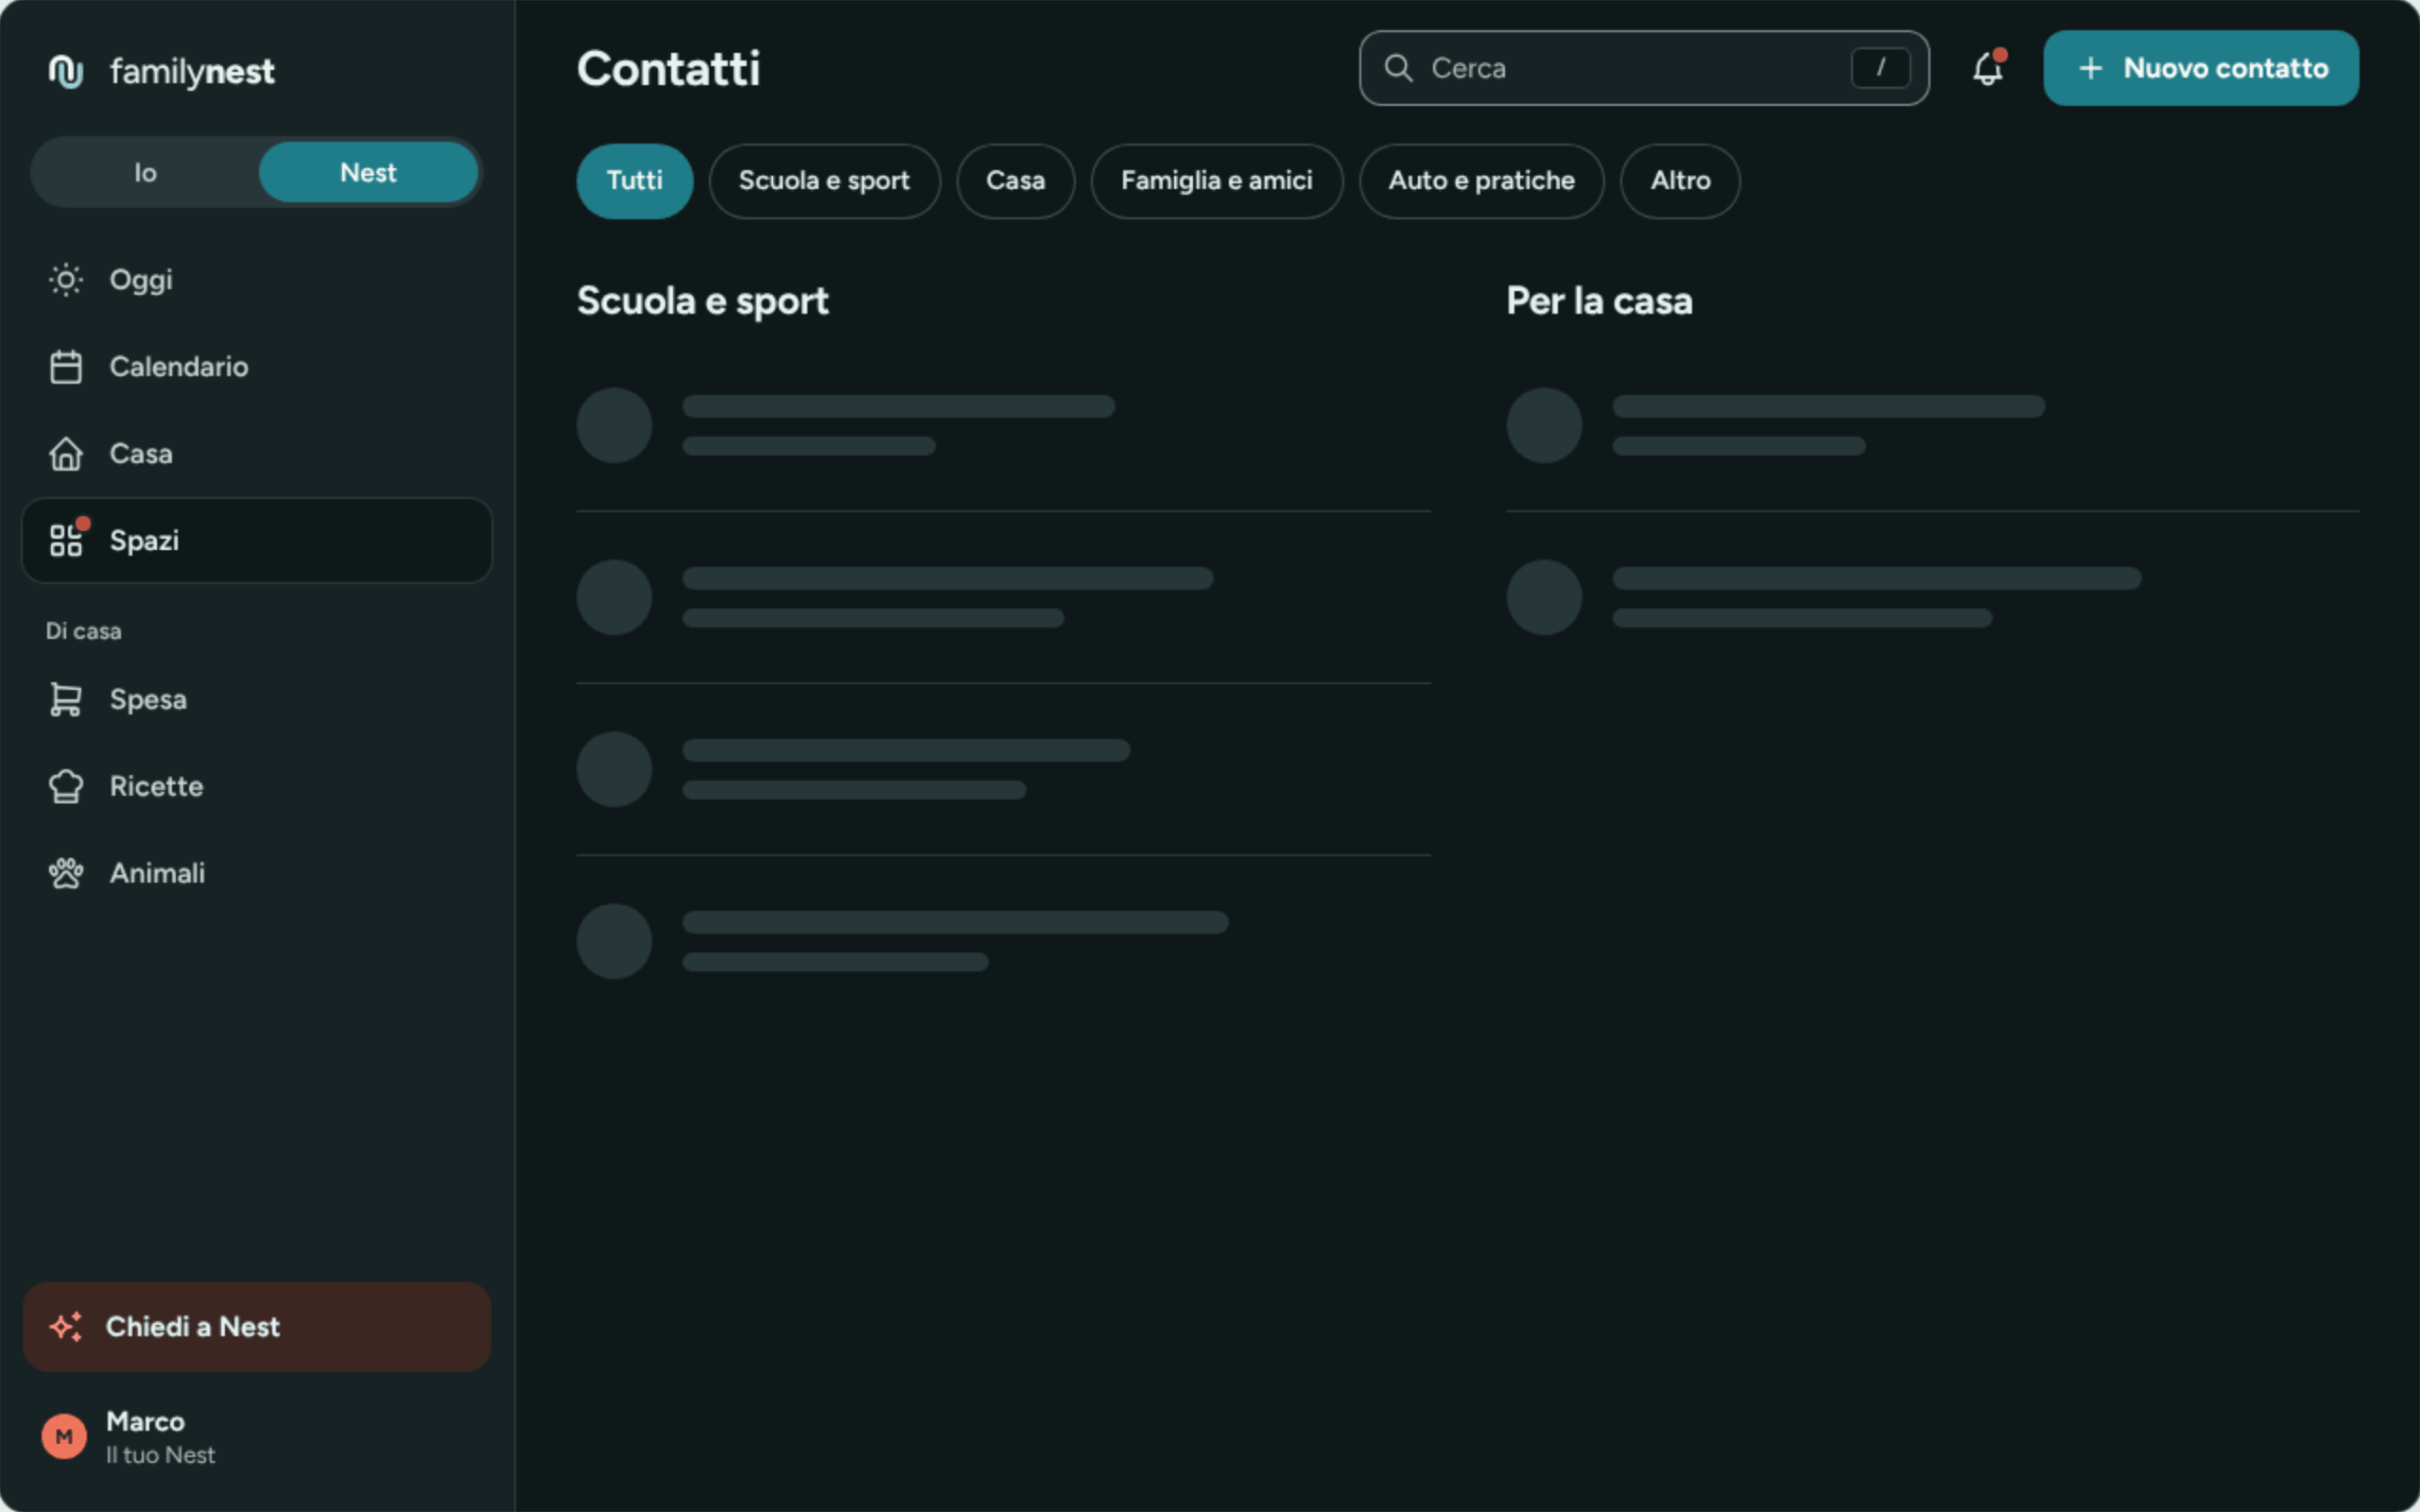 familynest
Io
Nest
Oggi
Calendario
Casa
Spazi
Di casa
Spesa
Ricette
Animali
Chiedi a Nest
M
Marco
Il tuo Nest
Contatti
Cerca
/
+ Nuovo contatto
Tutti
Scuola e sport
Casa
Famiglia e amici
Auto e pratiche
Altro
Scuola e sport
Per la casa